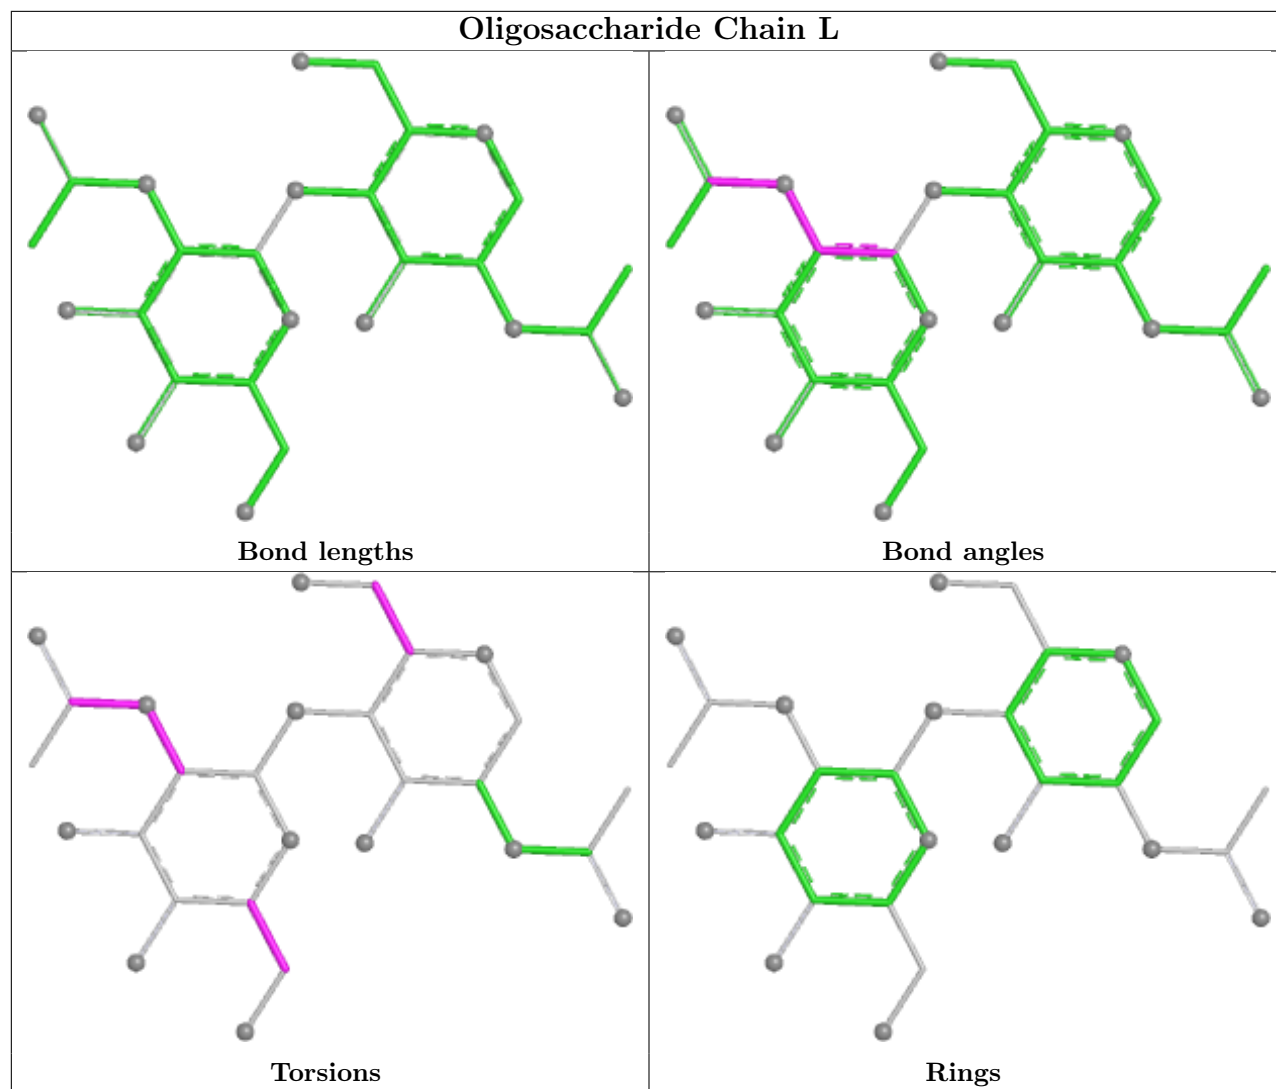 Oligosaccharide Chain L
Bond lengths
Bond angles
Torsions
Rings